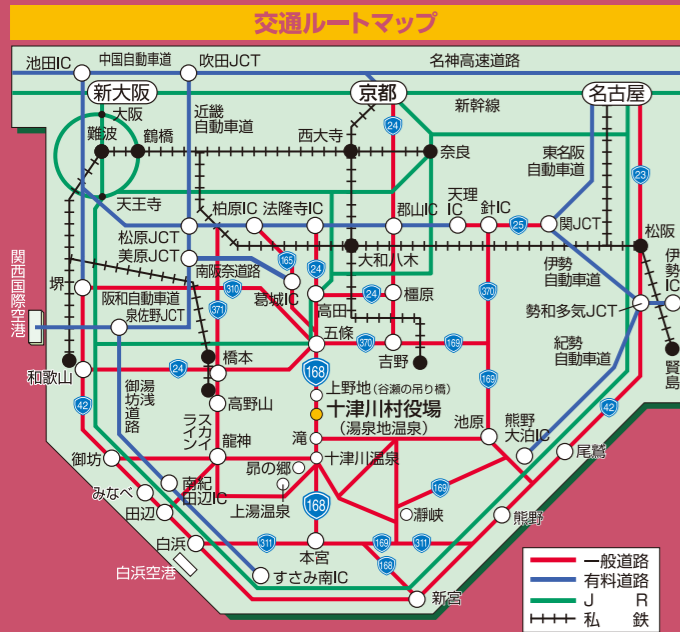 交通ルートマップ
池田IC
中国自動車道
吹田JCT
名神高速道路
新大阪
京都
名古屋
大阪
近畿
自動車道
新幹線
難波
鶴橋
西大寺
24
奈良
東名阪
自動車道
23
天王寺
柏原IC
法隆寺IC
郡山IC
天理
IC
針IC
25
関JCT
松阪
松原JCT
美原JCT
165
大和八木
伊勢
自動車道
伊勢IC
関西国際空港
堺
南阪奈道路
310
葛城IC
24
高田
24
橿原
370
阪和自動車道
泉佐野JCT
371
勢和多気JCT
五條
370
吉野
169
紀勢
自動車道
賢島
和歌山
24
橋本
168
169
42
湯浅
御坊道路
高野山
上野地(谷瀬の吊り橋)
十津川村役場
(湯泉地温泉)
42
スカイ
ライン
滝
池原
熊野
大泊IC
尾鷲
御坊
龍神
十津川温泉
昴の郷
みなべ
南紀
田辺IC
上湯温泉
169
田辺
168
瀞峡
熊野
白浜
311
本宮
169
311
168
白浜空港
すさみ南IC
新宮
一般道路
有料道路
J R
私 鉄